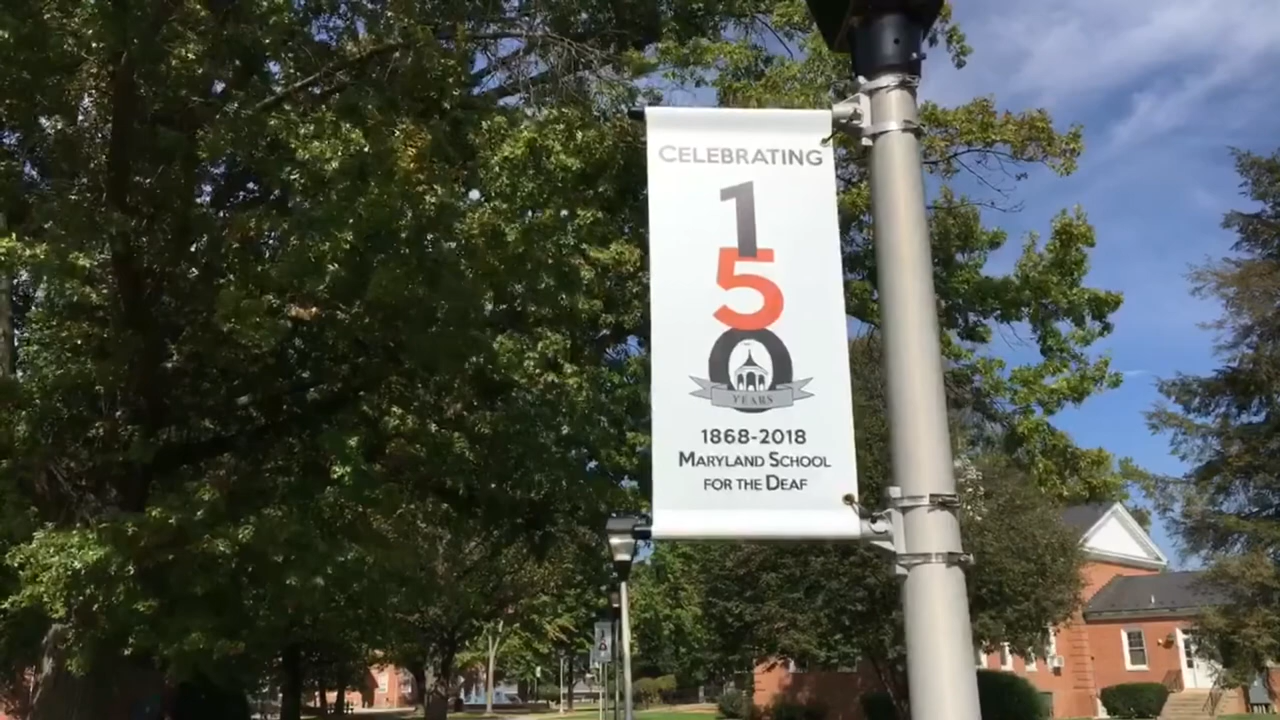 CELEBRATING
1
5
0
YEARS
1868-2018
MARYLAND SCHOOL
FOR THE DEAF